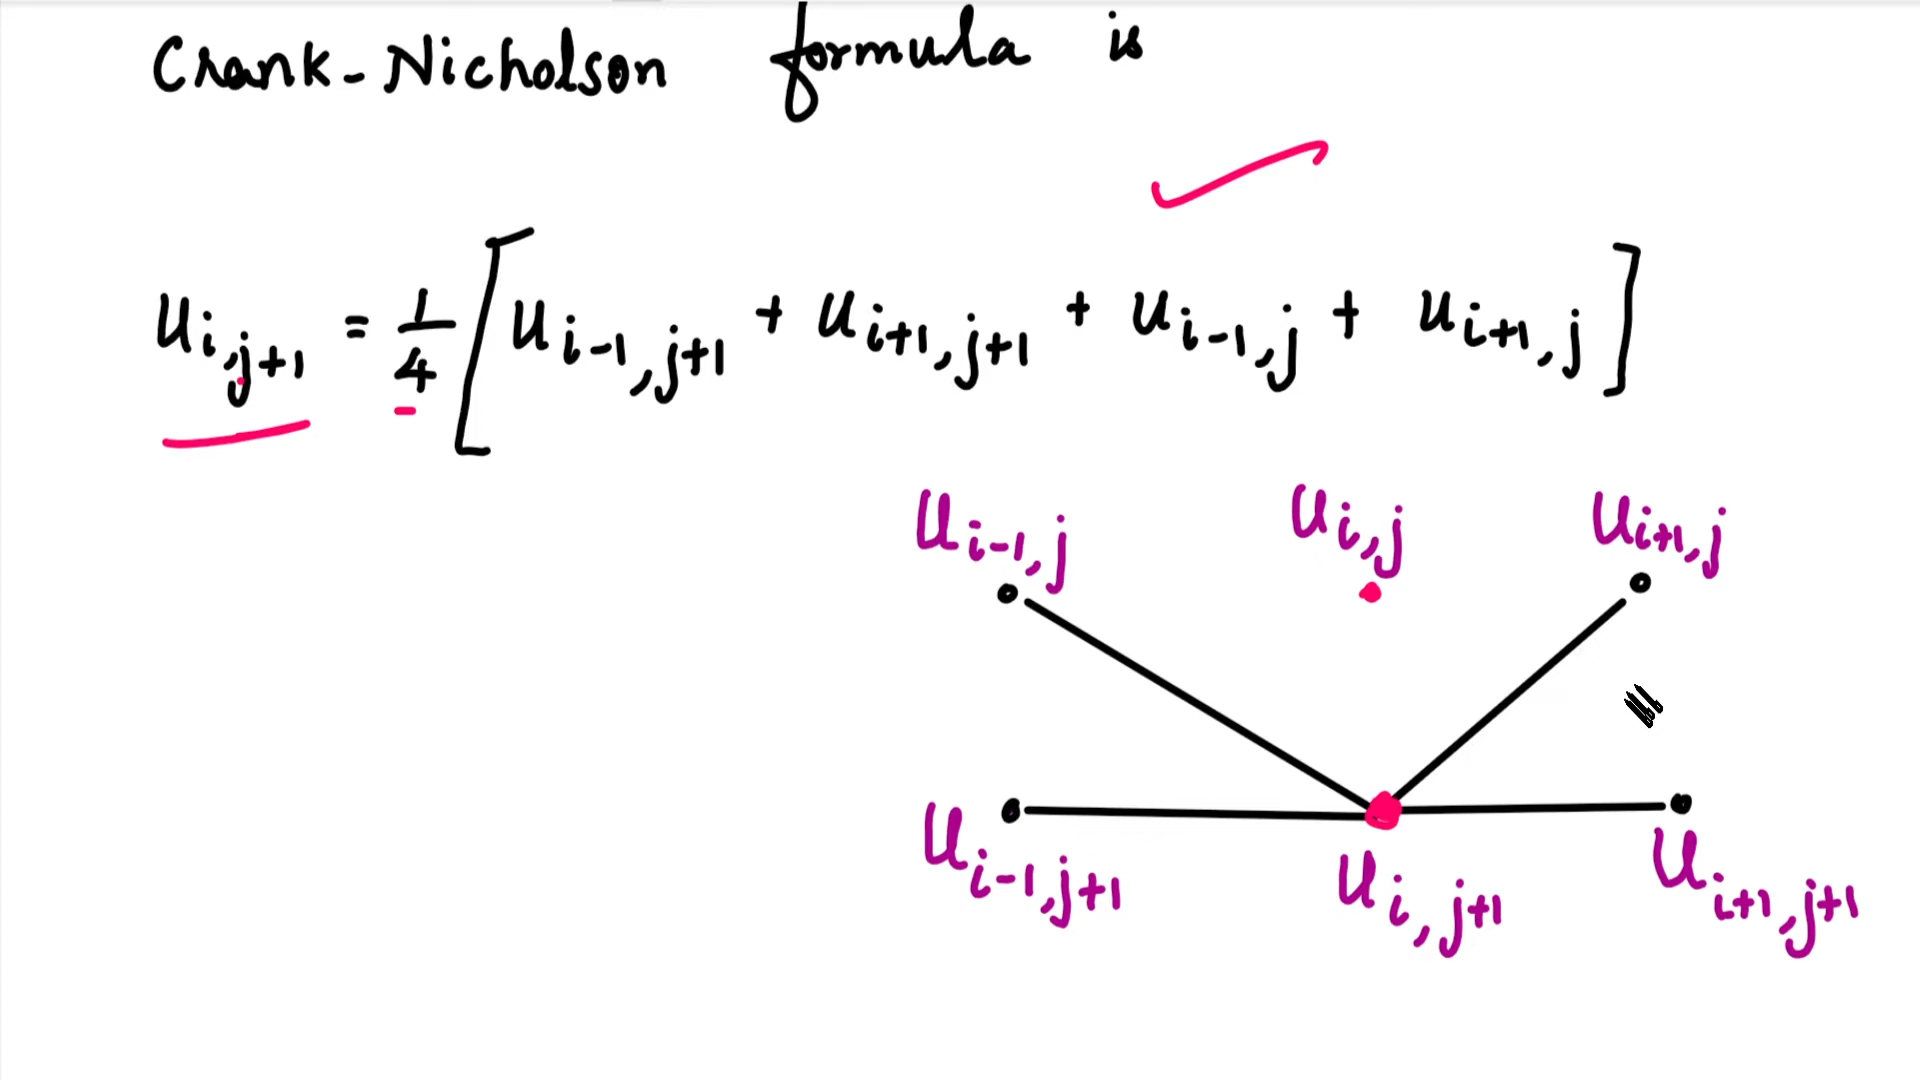 Crank-Nicholson formula is
u_{i,j+1} = 1/4 [ u_{i-1,j+1} + u_{i+1,j+1} + u_{i-1,j} + u_{i+1,j} ]
u_{i-1,j} u_{i,j} u_{i+1,j}
u_{i-1,j+1} u_{i,j+1} u_{i+1,j+1}